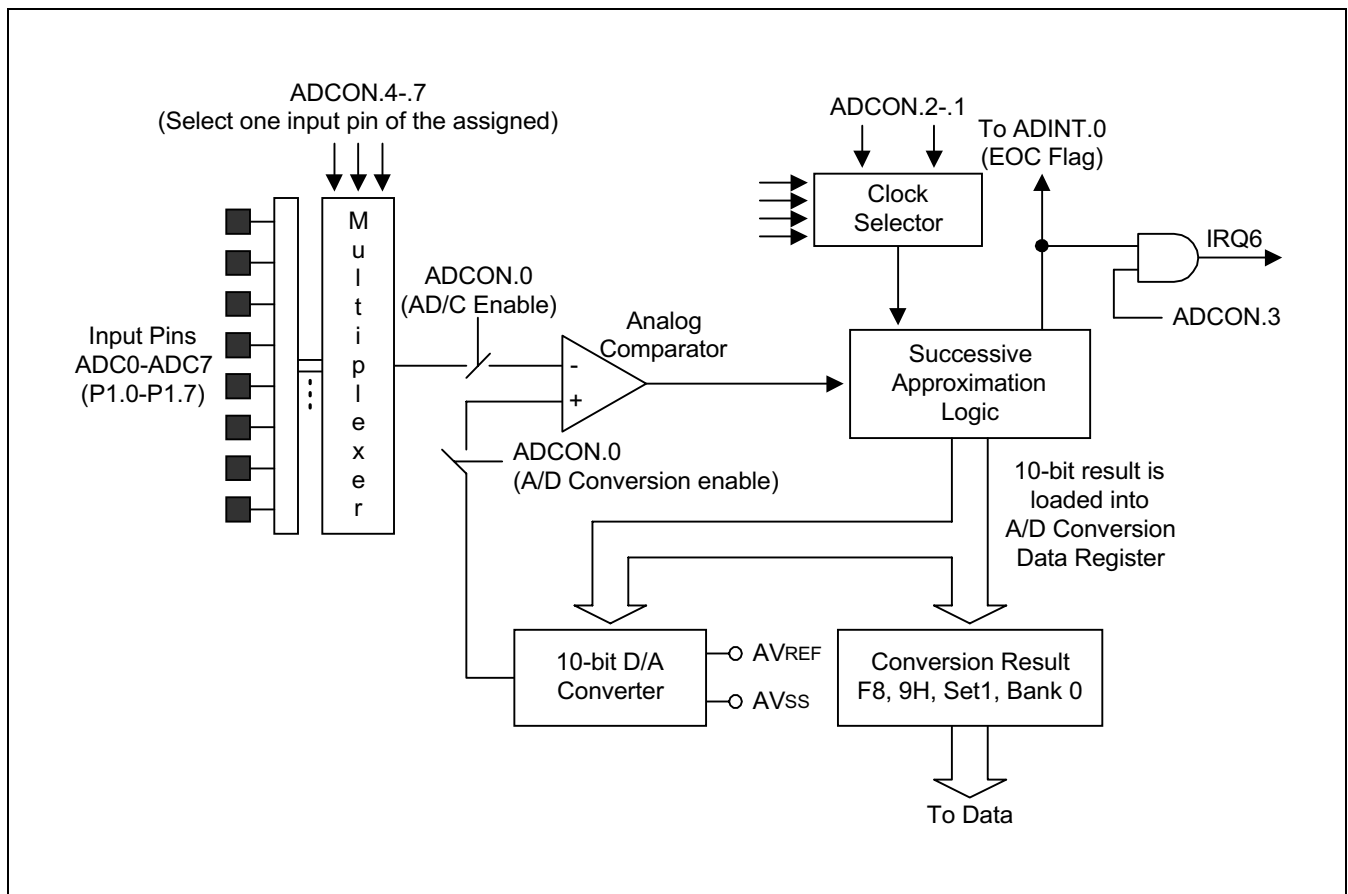 ADCON.4-.7
(Select one input pin of the assigned)
ADCON.2-.1
To ADINT.0
(EOC Flag)
Clock
Selector
Multiplexer
IRQ6
ADCON.0
(AD/C Enable)
ADCON.3
Input Pins
ADC0-ADC7
(P1.0-P1.7)
Analog
Comparator
-
+
Successive
Approximation
Logic
ADCON.0
(A/D Conversion enable)
10-bit result is
loaded into
A/D Conversion
Data Register
10-bit D/A
Converter
AVREF
AVSS
Conversion Result
F8, 9H, Set1, Bank 0
To Data